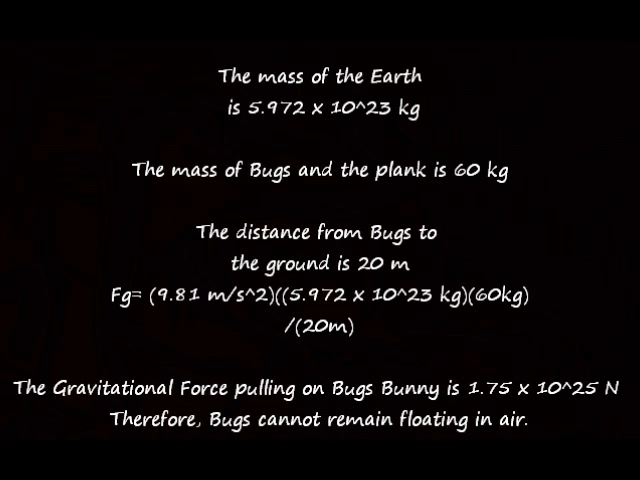 The mass of the Earth
is 5.972 x 10^23 kg
The mass of Bugs and the plank is 60 kg
The distance from Bugs to
the ground is 20 m
Fg= (9.81 m/s^2)((5.972 x 10^23 kg)(60kg)
/(20m)
The Gravitational Force pulling on Bugs Bunny is 1.75 x 10^25 N
Therefore, Bugs cannot remain floating in air.